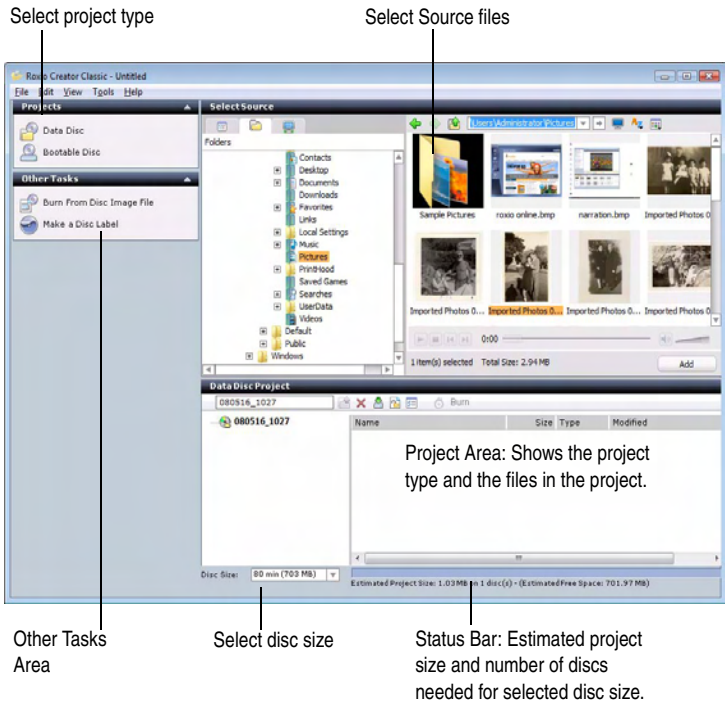 Select project type
Select Source files
Roxio Creator Classic - Untitled
File Edit View Tools Help
Projects
Data Disc
Bootable Disc
Other Tasks
Burn From Disc Image File
Make a Disc Label
Select Source
Folders
Contacts
Desktop
Documents
Downloads
Favorites
Links
Local Settings
Music
Pictures
PrintHood
Saved Games
Searches
UserData
Videos
Default
Public
Windows
\Users\Administrator\Pictures
Sample Pictures
roxio online.bmp
narration.bmp
Imported Photos 0
Imported Photos 0...
Imported Photos 0...
Imported Photos 0...
Imported Photos 0
0:00
1 item(s) selected Total Size: 2.94 MB
Add
Data Disc Project
080516_1027
Burn
080516_1027
Name Size Type Modified
Project Area: Shows the project
type and the files in the project.
Disc Size: 80 min (703 MB)
Estimated Project Size: 1.03 MB in 1 disc(s) - (Estimated Free Space: 701.97 MB)
Other Tasks
Area
Select disc size
Status Bar: Estimated project
size and number of discs
needed for selected disc size.